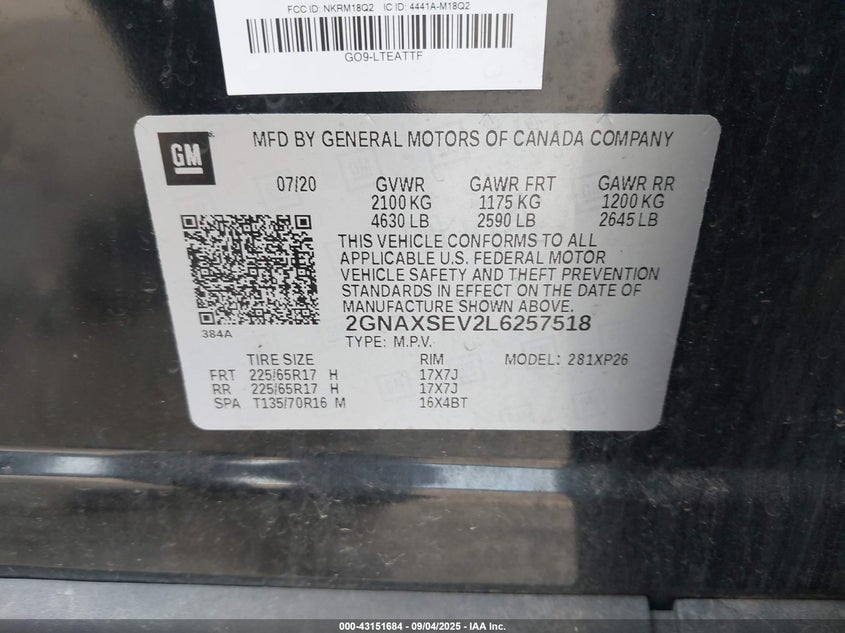 FCC ID: NKRM18Q2 IC ID: 4441A-M18Q2
GO9-LTEATTF
GM
MFD BY GENERAL MOTORS OF CANADA COMPANY
07/20 GVWR GAWR FRT GAWR RR
2100 KG 1175 KG 1200 KG
4630 LB 2590 LB 2645 LB
THIS VEHICLE CONFORMS TO ALL
APPLICABLE U.S. FEDERAL MOTOR
VEHICLE SAFETY AND THEFT PREVENTION
STANDARDS IN EFFECT ON THE DATE OF
MANUFACTURE SHOWN ABOVE.
2GNAXSEV2L6257518
384A
TYPE: M.P.V.
TIRE SIZE RIM MODEL: 281XP26
FRT 225/65R17 H 17X7J
RR 225/65R17 H 17X7J
SPA T135/70R16 M 16X4BT
000-43151684 - 09/04/2025 - IAA Inc.